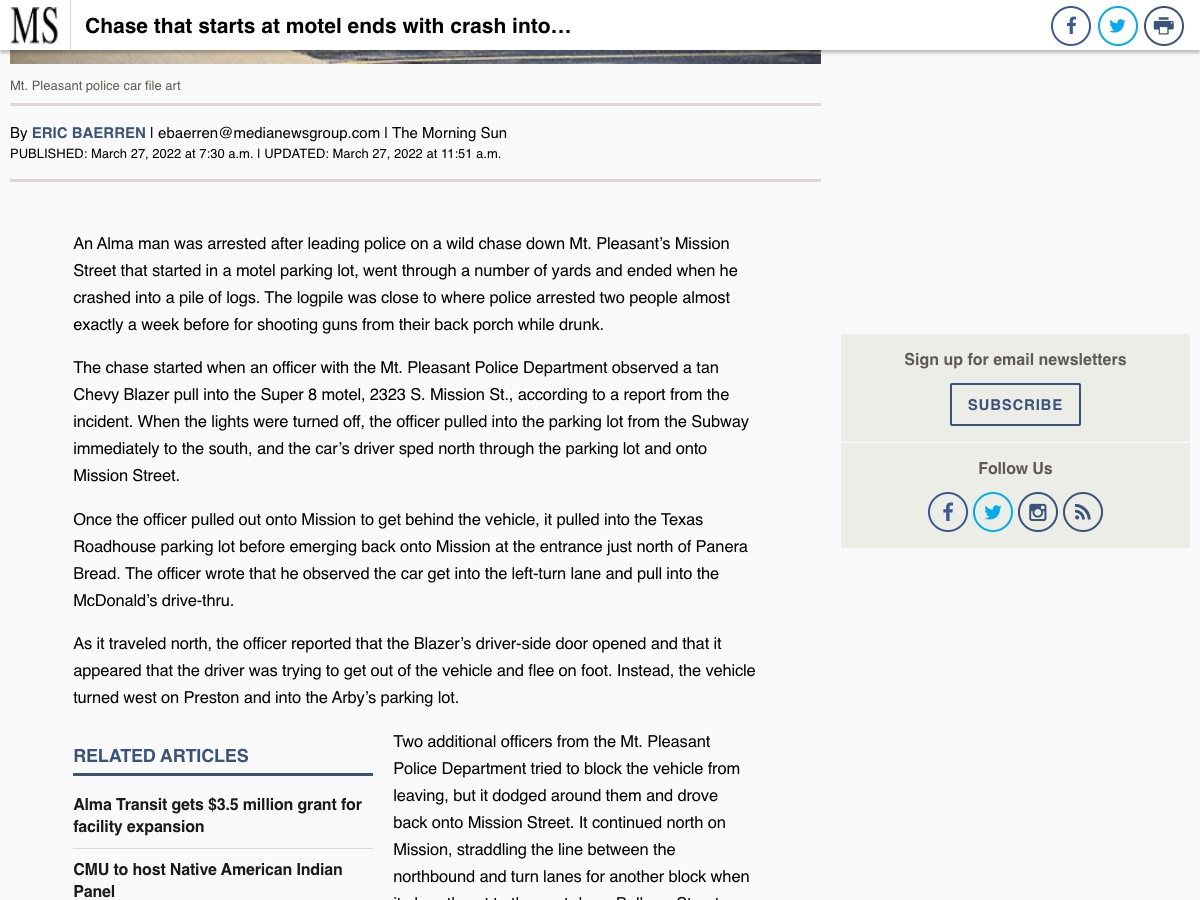 MS
Chase that starts at motel ends with crash into…
Mt. Pleasant police car file art
By ERIC BAERREN | ebaerren@medianewsgroup.com | The Morning Sun
PUBLISHED: March 27, 2022 at 7:30 a.m. | UPDATED: March 27, 2022 at 11:51 a.m.
An Alma man was arrested after leading police on a wild chase down Mt. Pleasant’s Mission
Street that started in a motel parking lot, went through a number of yards and ended when he
crashed into a pile of logs. The logpile was close to where police arrested two people almost
exactly a week before for shooting guns from their back porch while drunk.
The chase started when an officer with the Mt. Pleasant Police Department observed a tan
Chevy Blazer pull into the Super 8 motel, 2323 S. Mission St., according to a report from the
incident. When the lights were turned off, the officer pulled into the parking lot from the Subway
immediately to the south, and the car’s driver sped north through the parking lot and onto
Mission Street.
Once the officer pulled out onto Mission to get behind the vehicle, it pulled into the Texas
Roadhouse parking lot before emerging back onto Mission at the entrance just north of Panera
Bread. The officer wrote that he observed the car get into the left-turn lane and pull into the
McDonald’s drive-thru.
As it traveled north, the officer reported that the Blazer’s driver-side door opened and that it
appeared that the driver was trying to get out of the vehicle and flee on foot. Instead, the vehicle
turned west on Preston and into the Arby’s parking lot.
RELATED ARTICLES
Alma Transit gets $3.5 million grant for
facility expansion
CMU to host Native American Indian
Panel
Two additional officers from the Mt. Pleasant
Police Department tried to block the vehicle from
leaving, but it dodged around them and drove
back onto Mission Street. It continued north on
Mission, straddling the line between the
northbound and turn lanes for another block when
Sign up for email newsletters
SUBSCRIBE
Follow Us